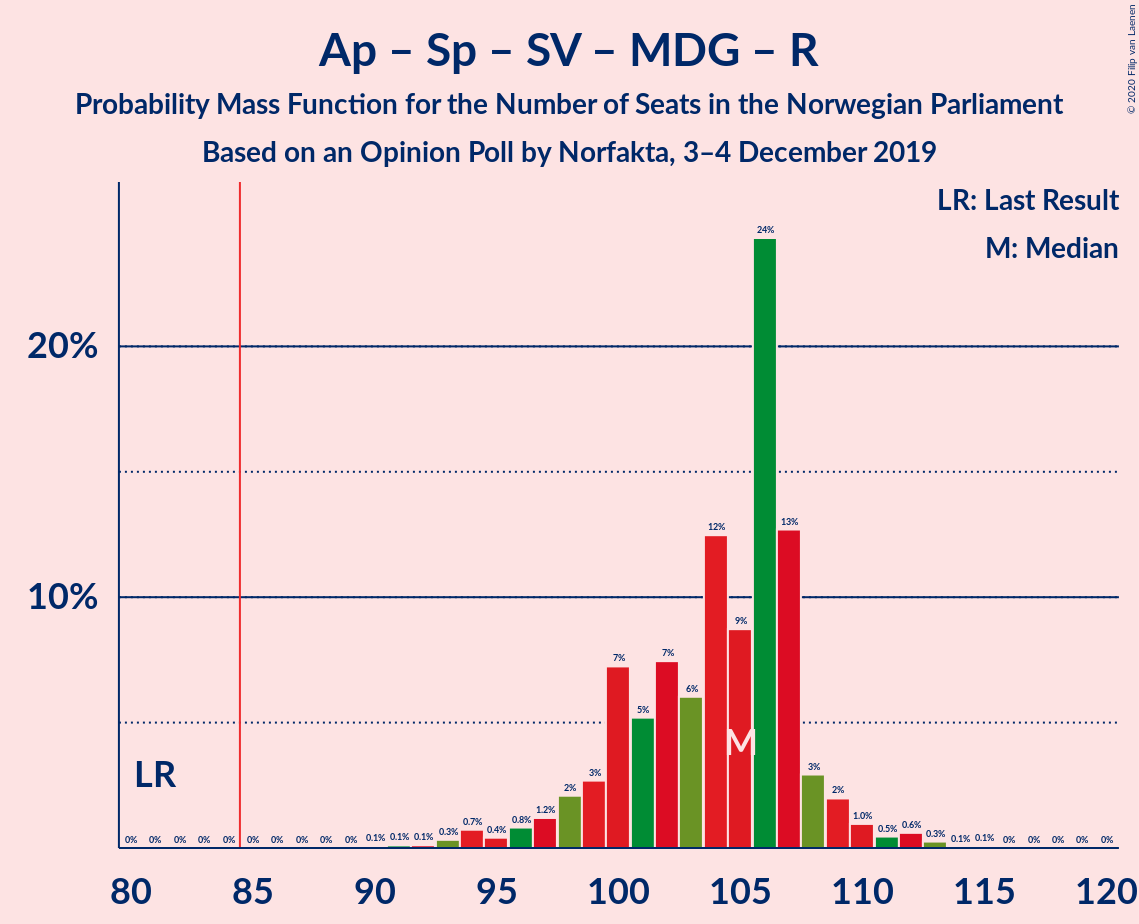 Ap – Sp – SV – MDG – R
Probability Mass Function for the Number of Seats in the Norwegian Parliament
Based on an Opinion Poll by Norfakta, 3–4 December 2019
© 2020 Filip van Laenen
LR: Last Result
M: Median
20%
10%
LR
M
0% 0% 0% 0% 0% 0% 0% 0% 0% 0% 0.1% 0.1% 0.1% 0.3% 0.7% 0.4% 0.8% 1.2% 2% 3% 7% 5% 7% 6% 12% 9% 24% 13% 3% 2% 1.0% 0.5% 0.6% 0.3% 0.1% 0.1% 0% 0% 0% 0% 0%
80 85 90 95 100 105 110 115 120